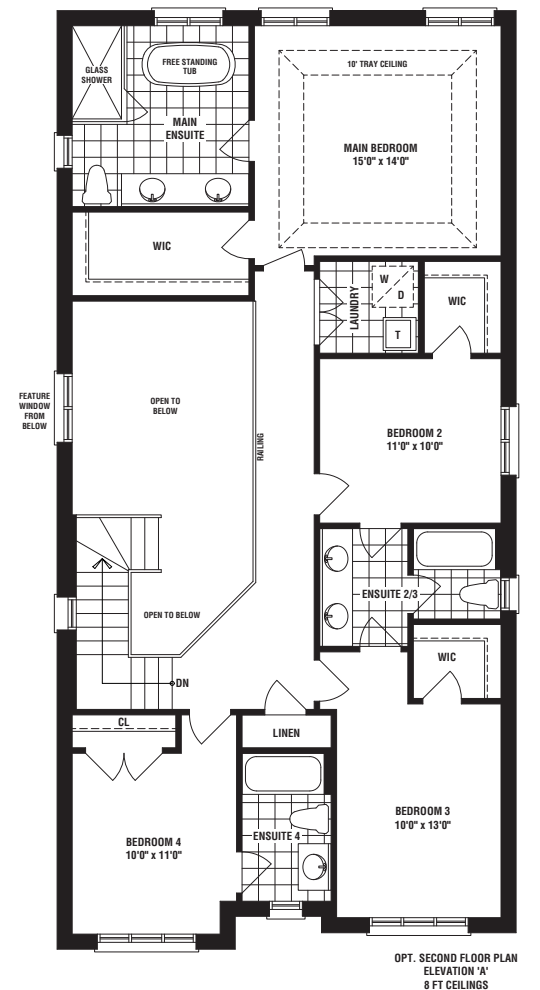 GLASS
SHOWER
FREE STANDING
TUB
10' TRAY CEILING
MAIN
ENSUITE
MAIN BEDROOM
15'0" x 14'0"
WIC
LAUNDRY
W
D
T
WIC
FEATURE
WINDOW
FROM
BELOW
OPEN TO
BELOW
RAILING
BEDROOM 2
11'0" x 10'0"
ENSUITE 2/3
OPEN TO BELOW
WIC
DN
CL
LINEN
BEDROOM 3
10'0" x 13'0"
BEDROOM 4
10'0" x 11'0"
ENSUITE 4
OPT. SECOND FLOOR PLAN
ELEVATION 'A'
8 FT CEILINGS